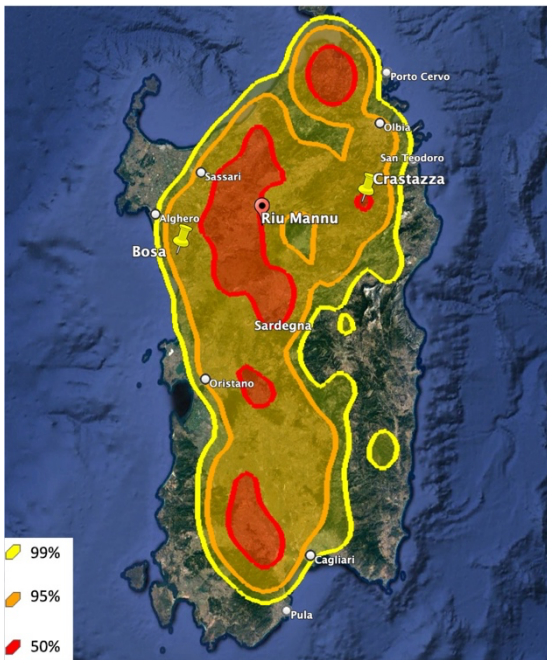 Porto Cervo
Olbia
San Teodoro
Sassari
Crastazza
Alghero
Riu Mannu
Bosa
Sardegna
Oristano
99%
Cagliari
95%
Pula
50%